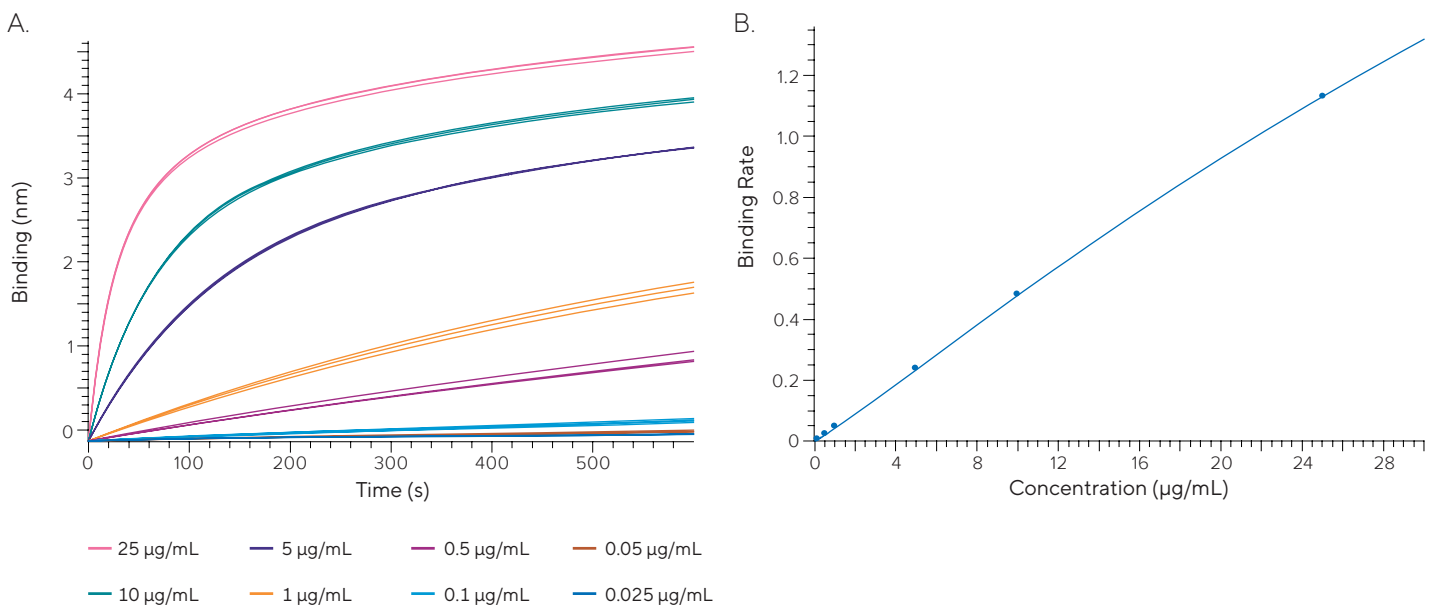 A.
Binding (nm)
4
3
2
1
0
0 100 200 300 400 500
Time (s)
25 µg/mL 5 µg/mL 0.5 µg/mL 0.05 µg/mL
10 µg/mL 1 µg/mL 0.1 µg/mL 0.025 µg/mL
B.
Binding Rate
1.2
1.0
0.8
0.6
0.4
0.2
0
0 4 8 12 16 20 24 28
Concentration (µg/mL)